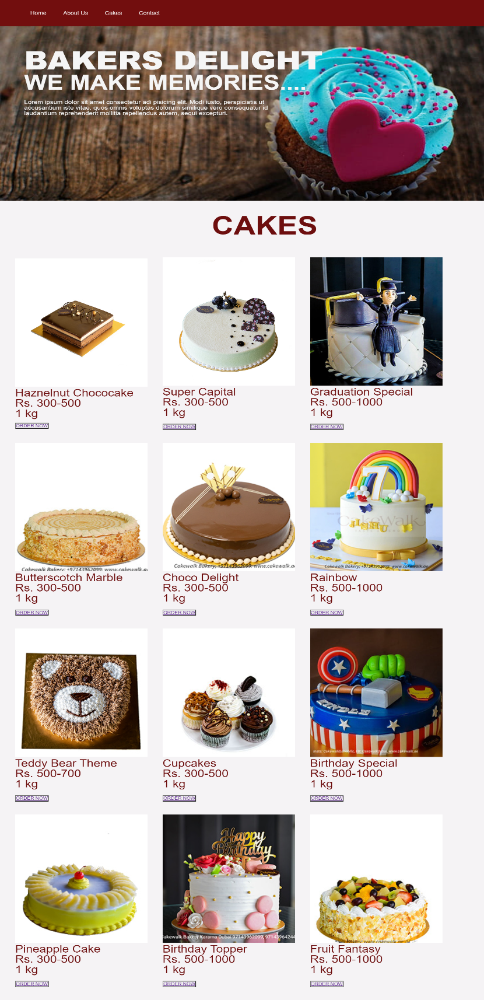 Home About Us Cakes Contact
BAKERS DELIGHT
WE MAKE MEMORIES....
Lorem ipsum dolor sit amet consectetur adi pisicing elit. Modi iusto, perspiciatis ut
accusantium iste vitae, quos omnis voluptas dolorum similique vero consequatur id
laudantium reprehenderit mollitia repellendus autem, sequi excepturi.
CAKES
Haznelnut Chococake
Rs. 300-500
1 kg
ORDER NOW
Super Capital
Rs. 300-500
1 kg
ORDER NOW
Graduation Special
Rs. 500-1000
1 kg
ORDER NOW
Cakewalk Bakery: +97143962099: www.cakewalk.ae
Butterscotch Marble
Rs. 300-500
1 kg
ORDER NOW
CakeWalk
Cakewalk Bakery; +97143962099: www.cakewalk.ae
Choco Delight
Rs. 300-500
1 kg
ORDER NOW
7
CakeWalk
Cakewalk Bakery; +97143962099; www.cakewalk.ae
Rainbow
Rs. 500-1000
1 kg
ORDER NOW
Teddy Bear Theme
Rs. 500-700
1 kg
ORDER NOW
Cupcakes
Rs. 300-500
1 kg
ORDER NOW
7
Birthday Special
Rs. 500-1000
1 kg
ORDER NOW
Pineapple Cake
Rs. 300-500
1 kg
ORDER NOW
Happy
Birthday
Cakewalk Bakery Karama Dubai 97143962099, 97143964244
Birthday Topper
Rs. 500-1000
1 kg
ORDER NOW
www.cakewalk.ae
Fruit Fantasy
Rs. 500-1000
1 kg
ORDER NOW